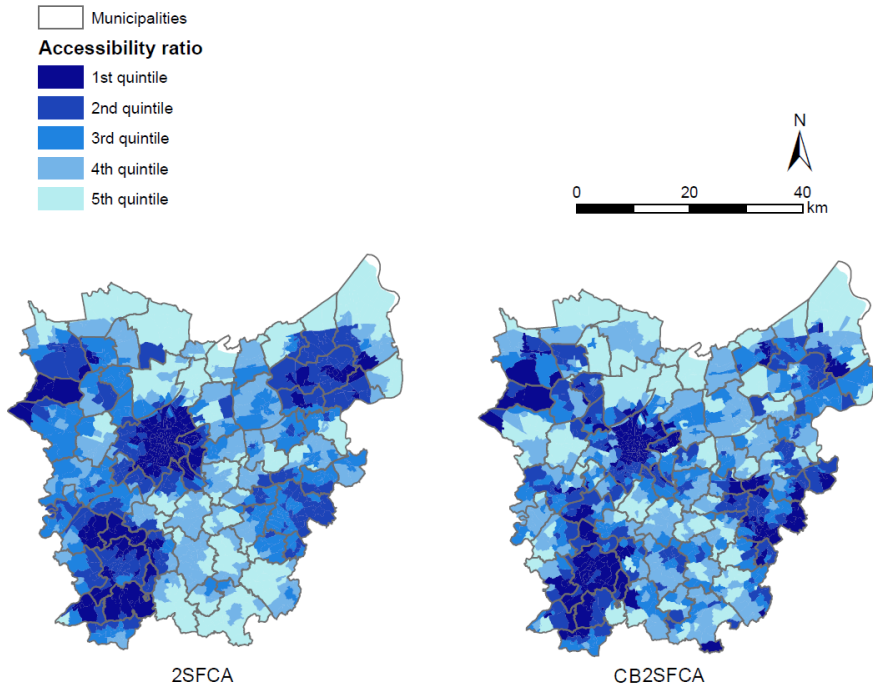 Municipalities
Accessibility ratio
1st quintile
2nd quintile
3rd quintile
4th quintile
5th quintile
N
0 20 40
km
2SFCA
CB2SFCA